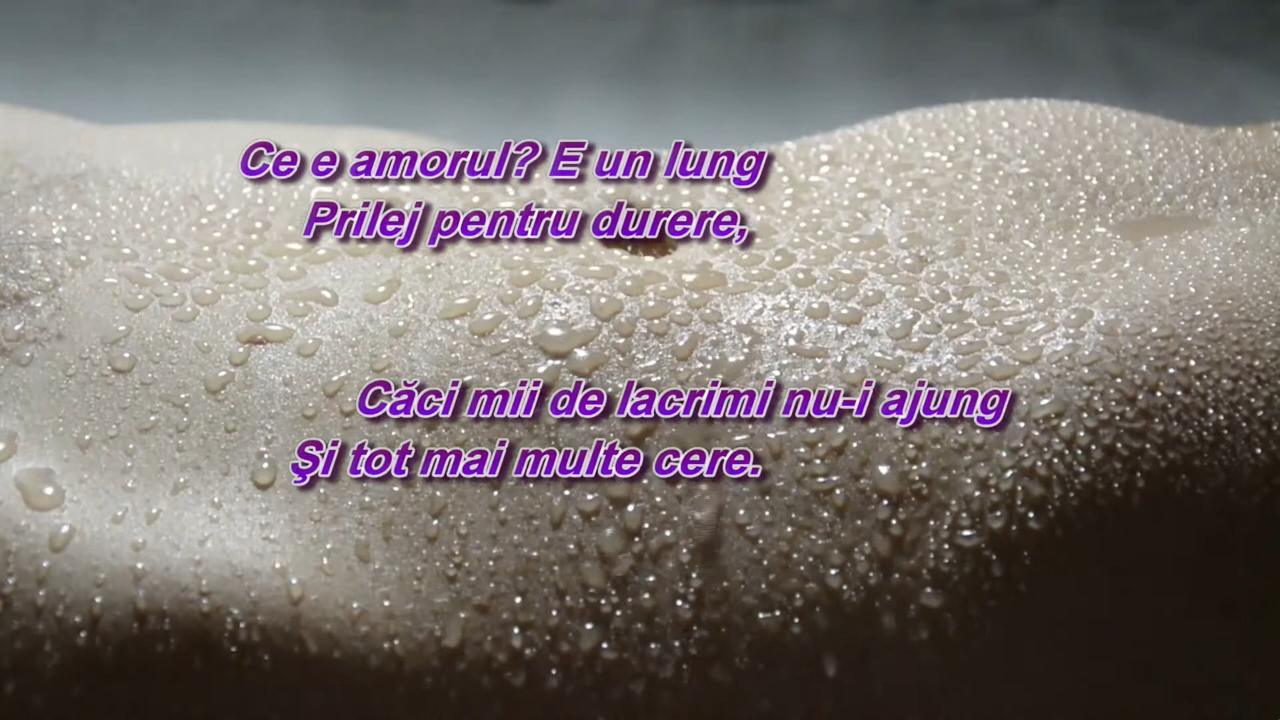 Ce e amorul? E un lung
Prilej pentru durere,
Căci mii de lacrimi nu-i ajung
Şi tot mai multe cere.